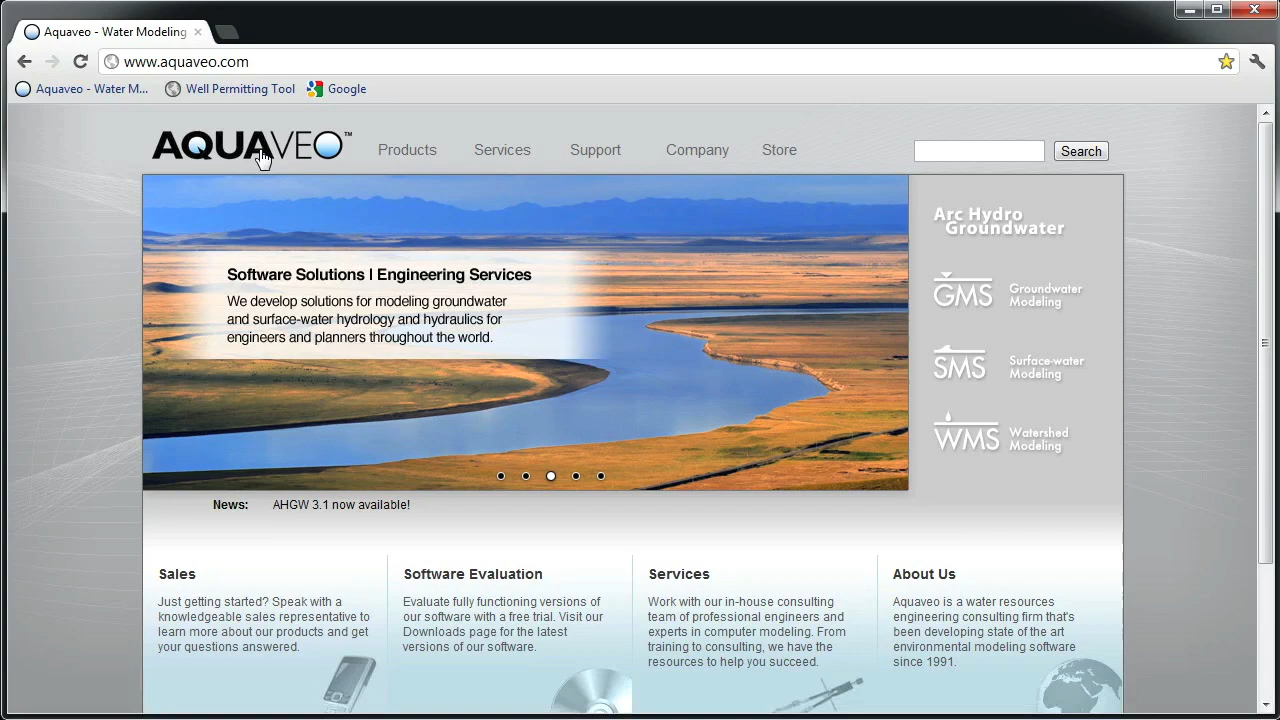 Aquaveo - Water Modeling
www.aquaveo.com
Aquaveo - Water M... Well Permitting Tool Google
AQUAVEO™ Products Services Support Company Store Search
Software Solutions | Engineering Services
We develop solutions for modeling groundwater
and surface-water hydrology and hydraulics for
engineers and planners throughout the world.
Arc Hydro
Groundwater
GMS Groundwater
Modeling
SMS Surface-water
Modeling
WMS Watershed
Modeling
News: AHGW 3.1 now available!
Sales
Just getting started? Speak with a
knowledgeable sales representative to
learn more about our products and get
your questions answered.
Software Evaluation
Evaluate fully functioning versions of
our software with a free trial. Visit our
Downloads page for the latest
versions of our software.
Services
Work with our in-house consulting
team of professional engineers and
experts in computer modeling. From
training to consulting, we have the
resources to help you succeed.
About Us
Aquaveo is a water resources
engineering consulting firm that's
been developing state of the art
environmental modeling software
since 1991.